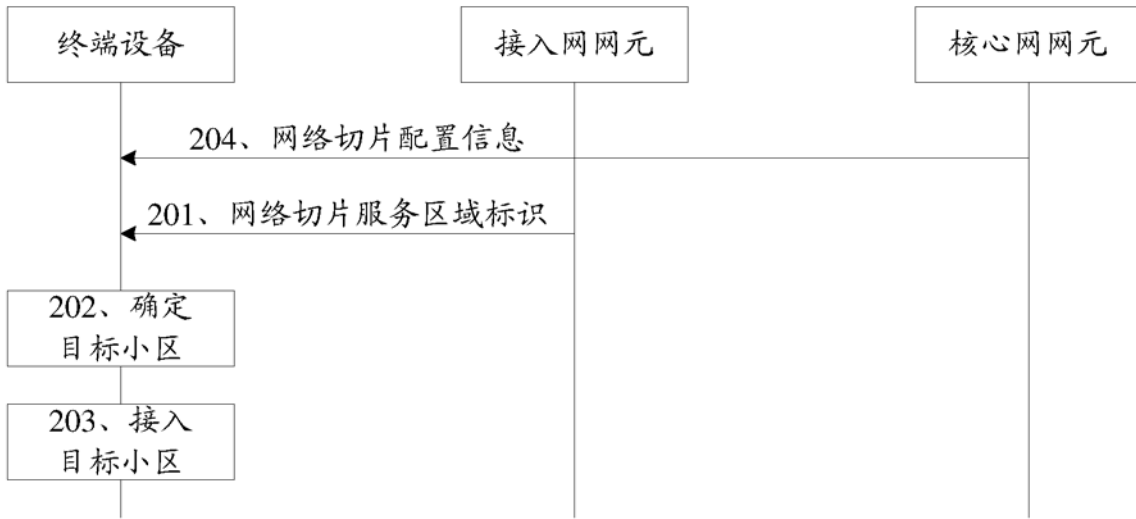 终端设备
接入网网元
核心网网元
204、网络切片配置信息
201、网络切片服务区域标识
202、确定
目标小区
203、接入
目标小区